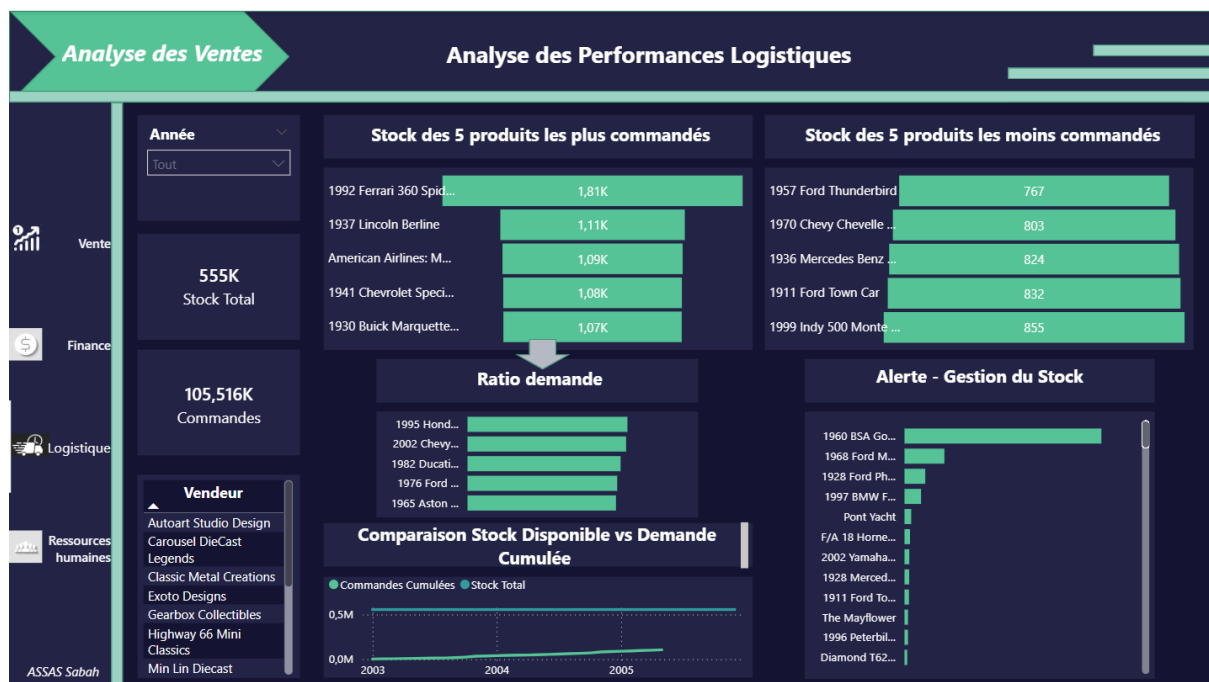 Analyse des Ventes
Analyse des Performances Logistiques
Vente
Finance
Logistique
Ressources
humaines
ASSAS Sabah
Année
Tout
555K
Stock Total
105,516K
Commandes
Vendeur
Autoart Studio Design
Carousel DieCast
Legends
Classic Metal Creations
Exoto Designs
Gearbox Collectibles
Highway 66 Mini
Classics
Min Lin Diecast
Stock des 5 produits les plus commandés
1992 Ferrari 360 Spid... 1,81K
1937 Lincoln Berline 1,11K
American Airlines: M... 1,09K
1941 Chevrolet Speci... 1,08K
1930 Buick Marquette... 1,07K
Stock des 5 produits les moins commandés
1957 Ford Thunderbird 767
1970 Chevy Chevelle ... 803
1936 Mercedes Benz ... 824
1911 Ford Town Car 832
1999 Indy 500 Monte ... 855
Ratio demande
1995 Hond...
2002 Chevy...
1982 Ducati...
1976 Ford ...
1965 Aston ...
Comparaison Stock Disponible vs Demande
Cumulée
Commandes Cumulées Stock Total
0,5M
0,0M
2003 2004 2005
Alerte - Gestion du Stock
1960 BSA Go...
1968 Ford M...
1928 Ford Ph...
1997 BMW F...
Pont Yacht
F/A 18 Horne...
2002 Yamaha...
1928 Merced...
1911 Ford To...
The Mayflower
1996 Peterbil...
Diamond T62...